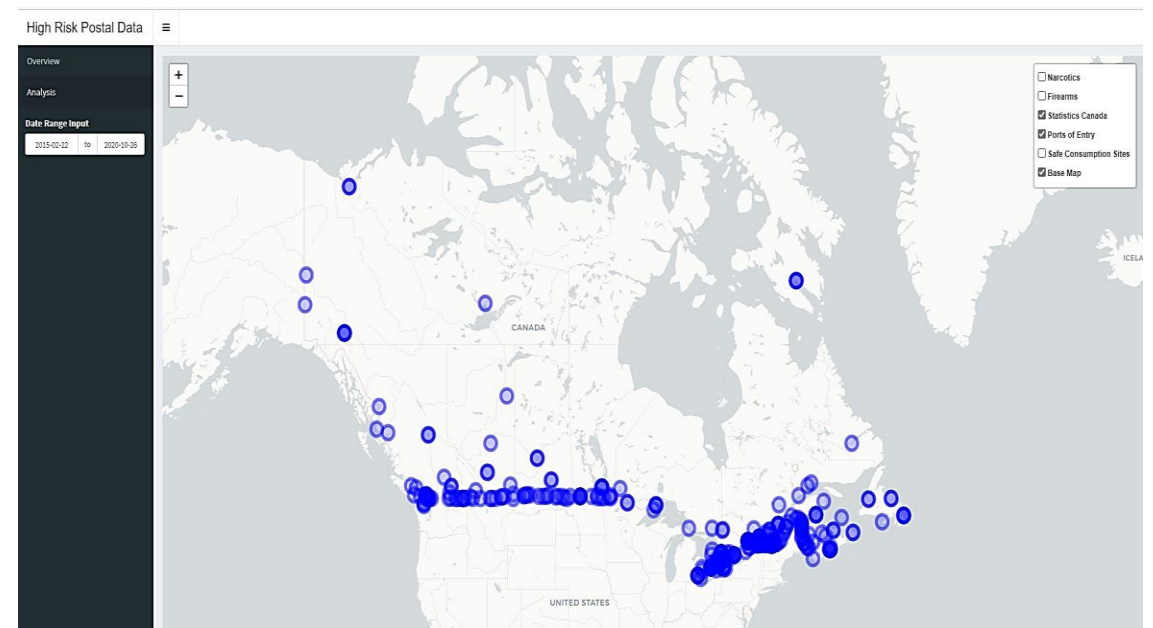 High Risk Postal Data ≡
Overview
Analysis
Date Range Input
2015-02-22 to 2020-10-26
+
−
Narcotics
Firearms
Statistics Canada
Ports of Entry
Safe Consumption Sites
Base Map
ICELA
CANADA
UNITED STATES